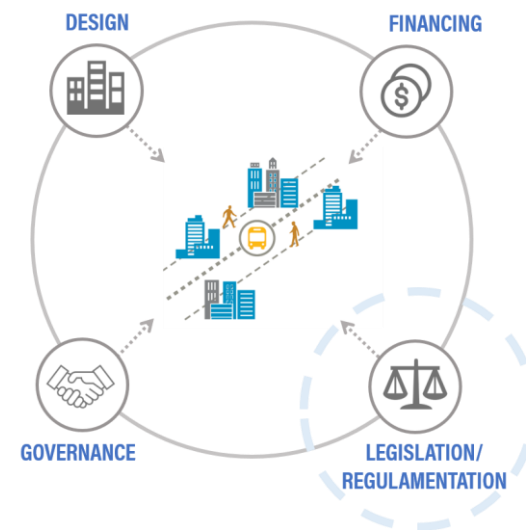 DESIGN
FINANCING
$
GOVERNANCE
LEGISLATION/
REGULAMENTATION